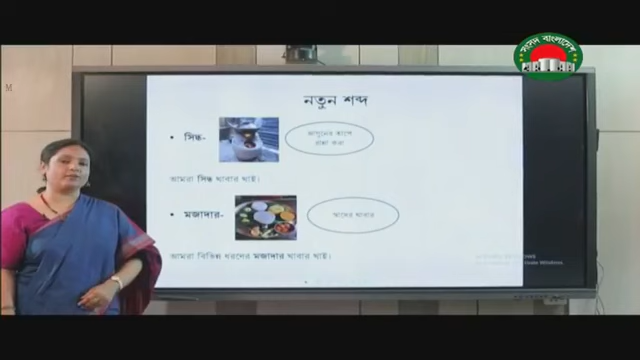 সংসদ বাংলাদেশ
নতুন শব্দ
• সিদ্ধ-
আগুনের তাপে
রান্না করা
আমরা সিদ্ধ খাবার খাই।
• মজাদার-
স্বাদের খাবার
আমরা বিভিন্ন ধরনের মজাদার খাবার খাই।